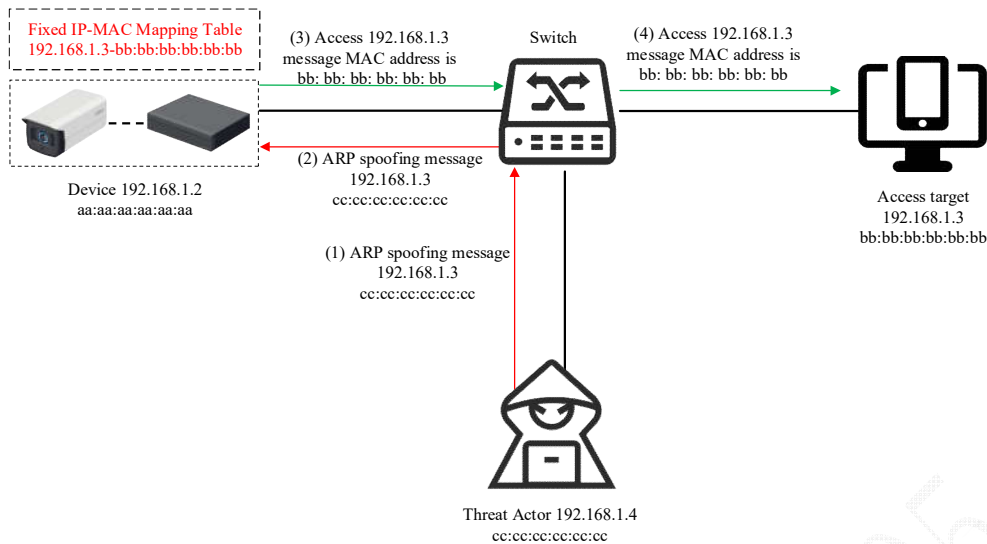 Fixed IP-MAC Mapping Table
192.168.1.3-bb:bb:bb:bb:bb:bb
(3) Access 192.168.1.3
message MAC address is
bb: bb: bb: bb: bb: bb
Switch
(4) Access 192.168.1.3
message MAC address is
bb: bb: bb: bb: bb: bb
(2) ARP spoofing message
192.168.1.3
cc:cc:cc:cc:cc:cc
Device 192.168.1.2
aa:aa:aa:aa:aa:aa
Access target
192.168.1.3
bb:bb:bb:bb:bb:bb
(1) ARP spoofing message
192.168.1.3
cc:cc:cc:cc:cc:cc
Threat Actor 192.168.1.4
cc:cc:cc:cc:cc:cc